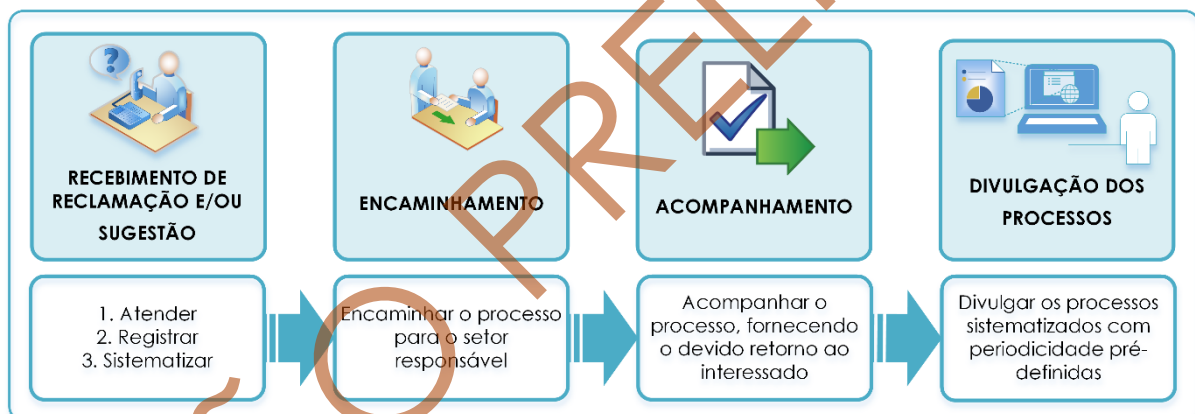 RECEBIMENTO DE
RECLAMAÇÃO E/OU
SUGESTÃO
ENCAMINHAMENTO
ACOMPANHAMENTO
DIVULGAÇÃO DOS
PROCESSOS
1. Atender
2. Registrar
3. Sistematizar
Encaminhar o processo
para o setor
responsável
Acompanhar o
processo, fornecendo
o devido retorno ao
interessado
Divulgar os processos
sistematizados com
periodicidade pré-
definidas
O PREL